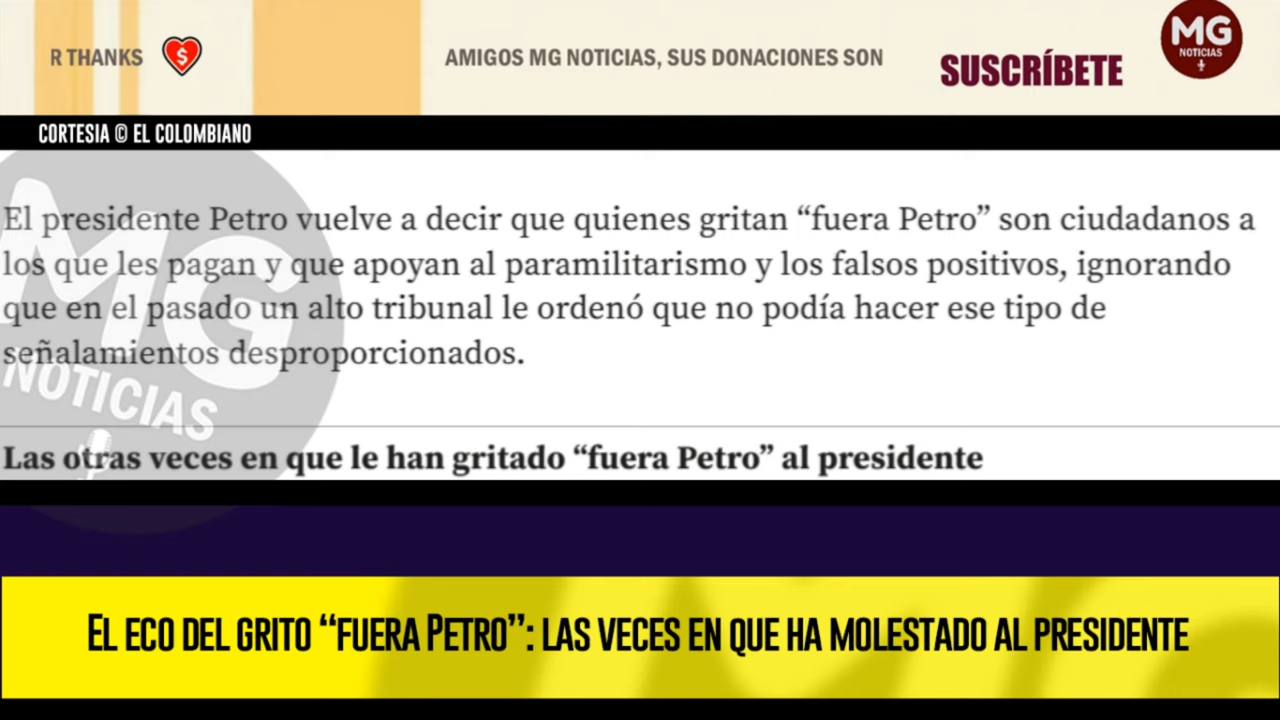 R THANKS
AMIGOS MG NOTICIAS, SUS DONACIONES SON
SUSCRÍBETE
MG
NOTICIAS
CORTESIA © EL COLOMBIANO
El presidente Petro vuelve a decir que quienes gritan “fuera Petro” son ciudadanos a
los que les pagan y que apoyan al paramilitarismo y los falsos positivos, ignorando
que en el pasado un alto tribunal le ordenó que no podía hacer ese tipo de
señalamientos desproporcionados.
MG
NOTICIAS
Las otras veces en que le han gritado “fuera Petro” al presidente
EL ECO DEL GRITO “FUERA PETRO”: LAS VECES EN QUE HA MOLESTADO AL PRESIDENTE